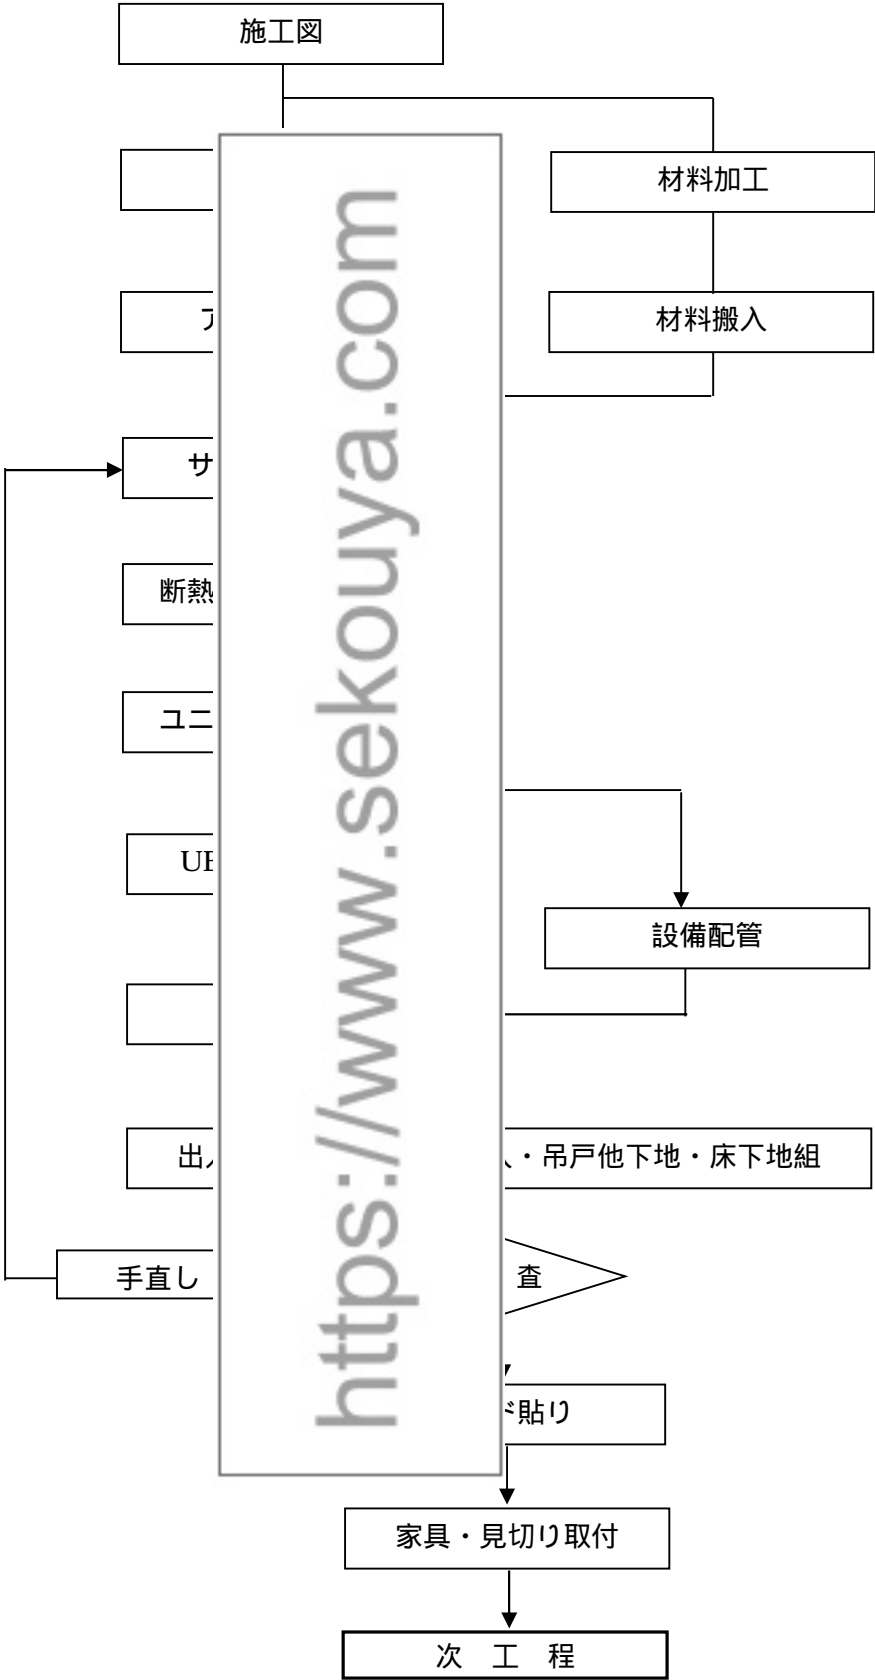 施工図
材料加工
材料搬入
サ
断熱
ユニ
設備配管
出
・吊戸他下地・床下地組
手直し
査
貼り
家具・見切り取付
次 工 程
https://www.sekouya.com